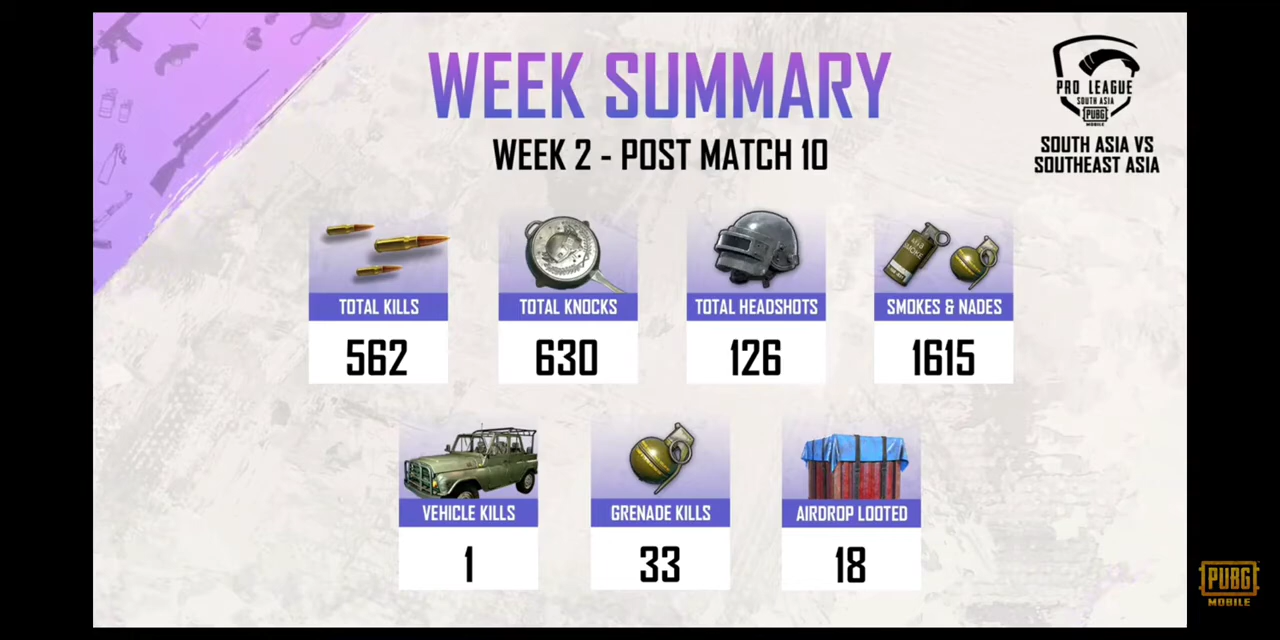 WEEK SUMMARY
WEEK 2 - POST MATCH 10
PRO LEAGUE
SOUTH ASIA
PUBG
MOBILE
SOUTH ASIA VS
SOUTHEAST ASIA
TOTAL KILLS
562
TOTAL KNOCKS
630
TOTAL HEADSHOTS
126
SMOKES & NADES
1615
VEHICLE KILLS
1
GRENADE KILLS
33
AIRDROP LOOTED
18
PUBG
MOBILE